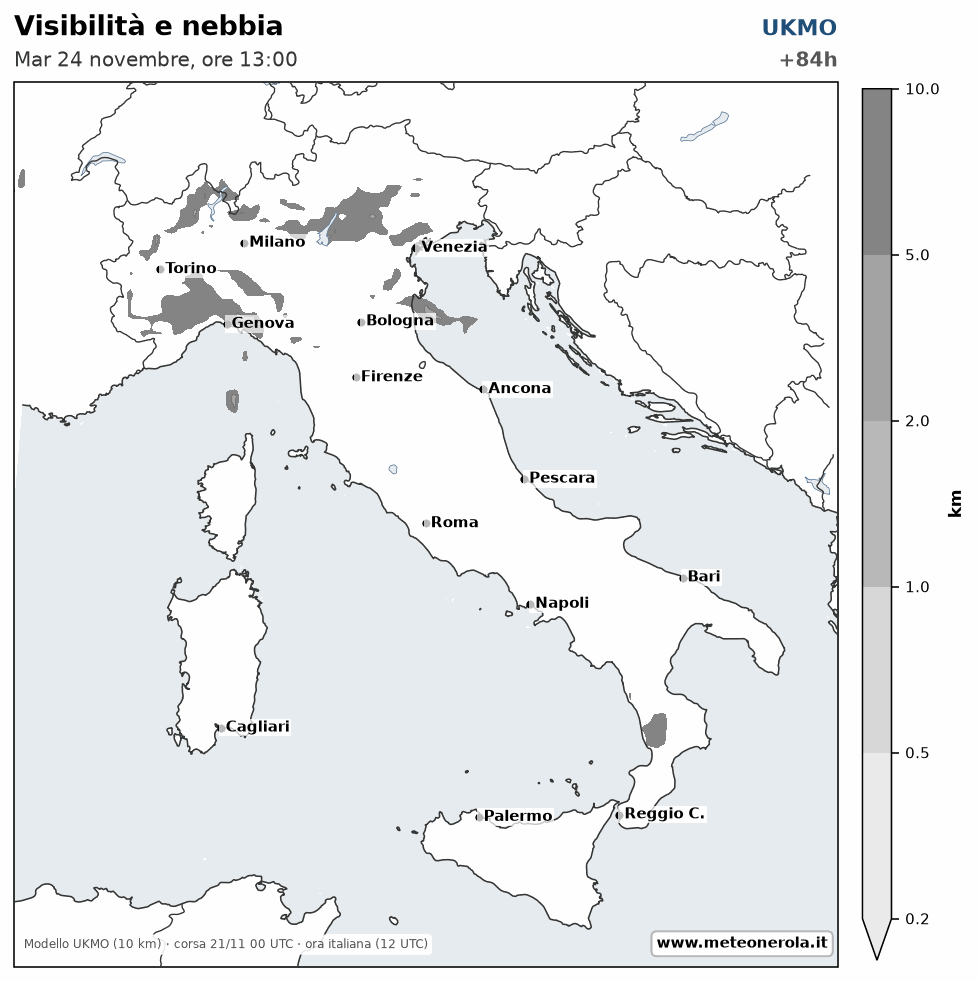 Visibilità e nebbia
UKMO
Mar 24 novembre, ore 13:00
+84h
10.0
5.0
2.0
1.0
0.5
0.2
km
Milano
Venezia
Torino
Genova
Bologna
Firenze
Ancona
Pescara
Roma
Bari
Napoli
Cagliari
Palermo
Reggio C.
Modello UKMO (10 km) · corsa 21/11 00 UTC · ora italiana (12 UTC)
www.meteonerola.it